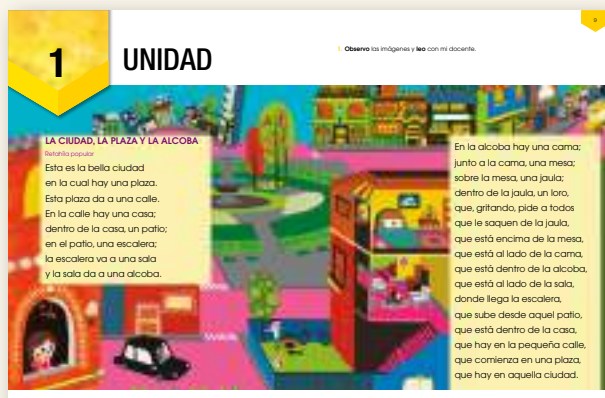 1
UNIDAD
1 Observo las imágenes y leo con mi docente.
9
LA CIUDAD, LA PLAZA Y LA ALCOBA
Retahíla popular
Esta es la bella ciudad
en la cual hay una plaza.
Esta plaza da a una calle.
En la calle hay una casa;
dentro de la casa, un patio;
en el patio, una escalera;
la escalera va a una sala
y la sala da a una alcoba.
En la alcoba hay una cama;
junto a la cama, una mesa;
sobre la mesa, una jaula;
dentro de la jaula, un loro,
que, gritando, pide a todos
que le saquen de la jaula,
que está encima de la mesa,
que está al lado de la cama,
que está dentro de la alcoba,
que está al lado de la sala,
donde llega la escalera,
que sube desde aquel patio,
que está dentro de la casa,
que hay en la pequeña calle,
que comienza en una plaza,
que hay en aquella ciudad.